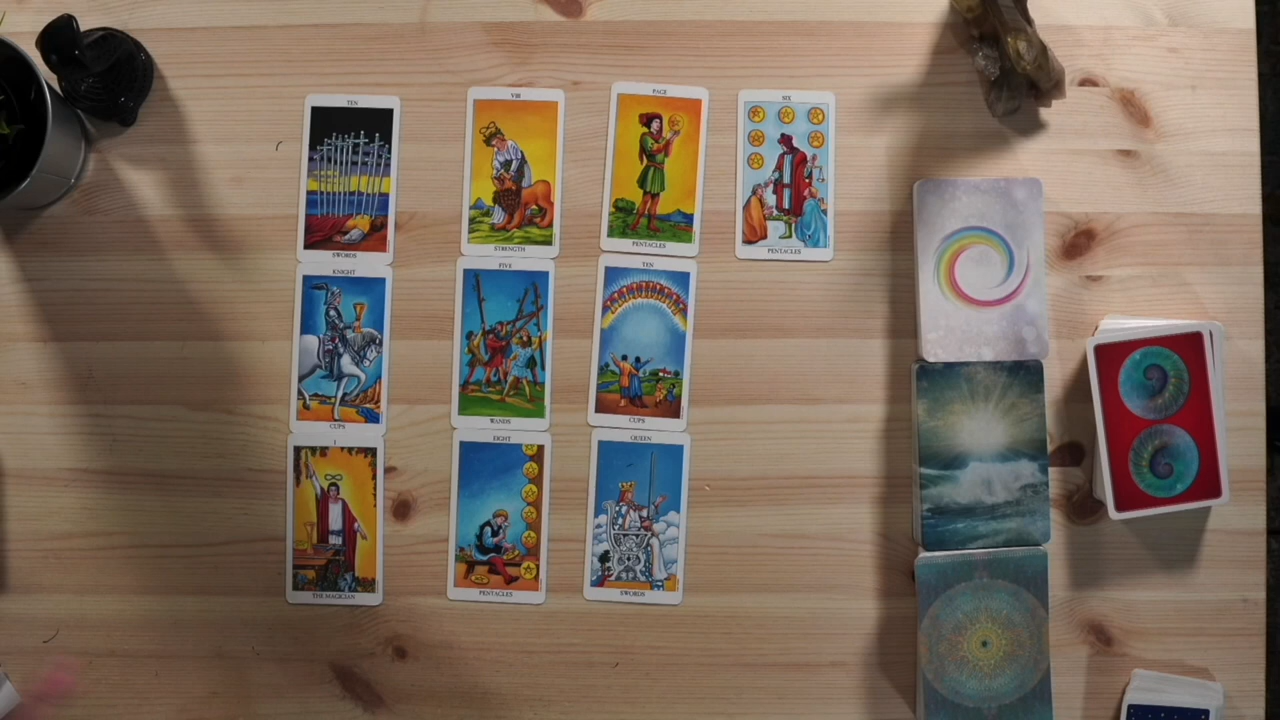 TEN
SWORDS
VIII
STRENGTH
PAGE
PENTACLES
SIX
PENTACLES
KNIGHT
CUPS
FIVE
WANDS
TEN
CUPS
I
THE MAGICIAN
EIGHT
PENTACLES
QUEEN
SWORDS